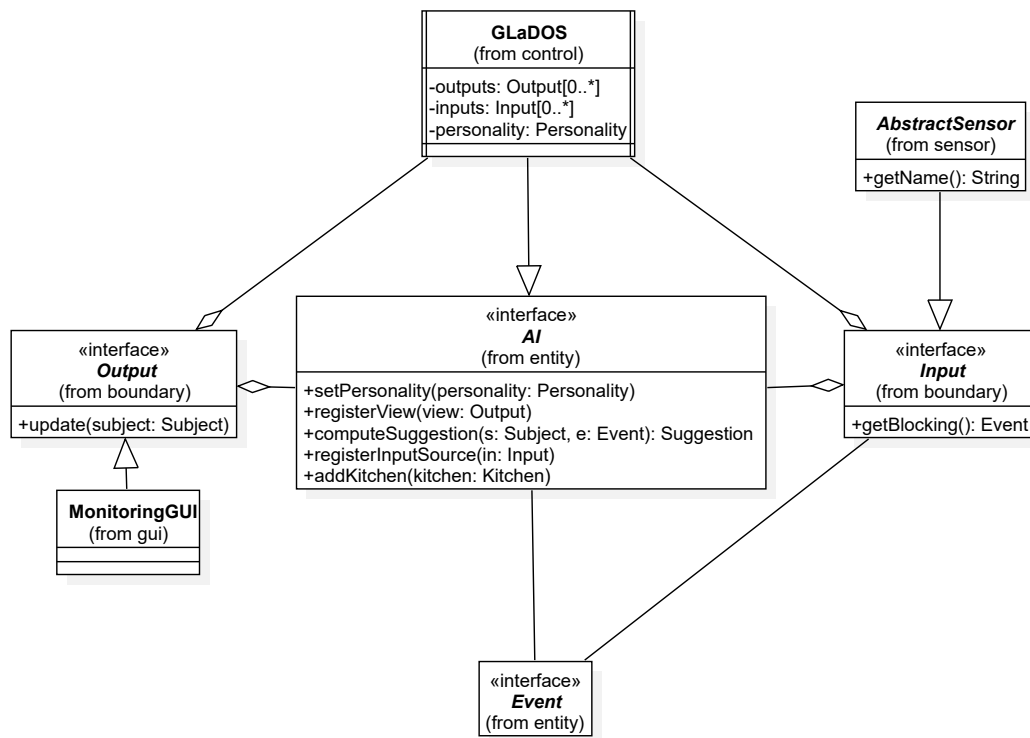 GLaDOS
(from control)
-outputs: Output[0..*]
-inputs: Input[0..*]
-personality: Personality
AbstractSensor
(from sensor)
+getName(): String
«interface»
Output
(from boundary)
+update(subject: Subject)
«interface»
AI
(from entity)
+setPersonality(personality: Personality)
+registerView(view: Output)
+computeSuggestion(s: Subject, e: Event): Suggestion
+registerInputSource(in: Input)
+addKitchen(kitchen: Kitchen)
«interface»
Input
(from boundary)
+getBlocking(): Event
MonitoringGUI
(from gui)
«interface»
Event
(from entity)